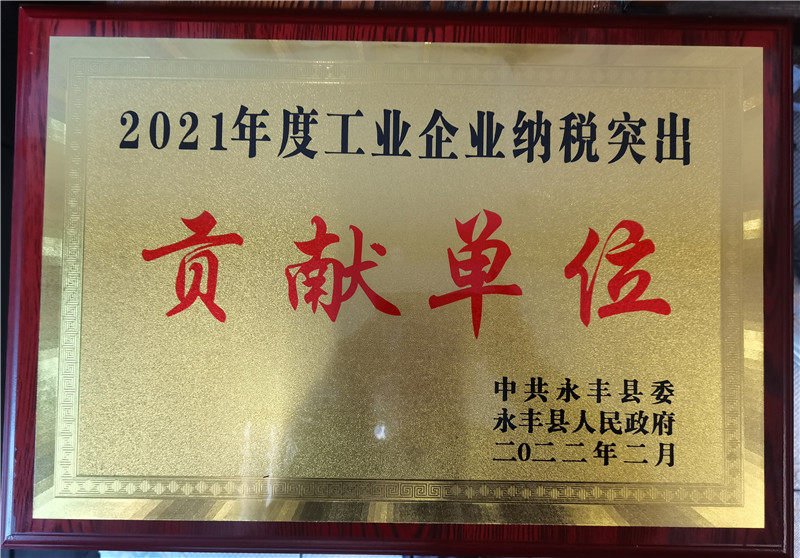 2021年度工业企业纳税突出
贡献单位
中共永丰县委
永丰县人民政府
二0二二年二月